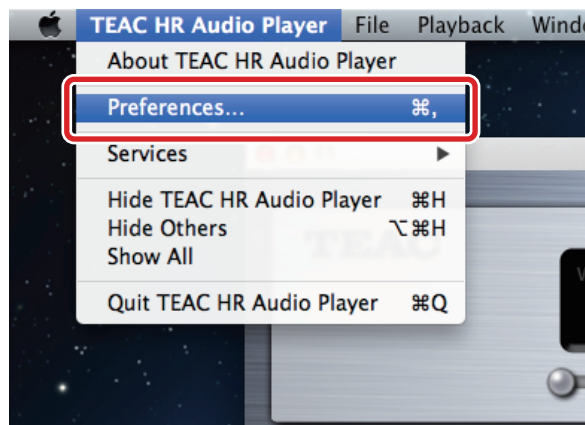 TEAC HR Audio Player File Playback
About TEAC HR Audio Player
Preferences... ⌘,
Services ▶
Hide TEAC HR Audio Player ⌘H
Hide Others ⌥⌘H
Show All
TEAC
Quit TEAC HR Audio Player ⌘Q